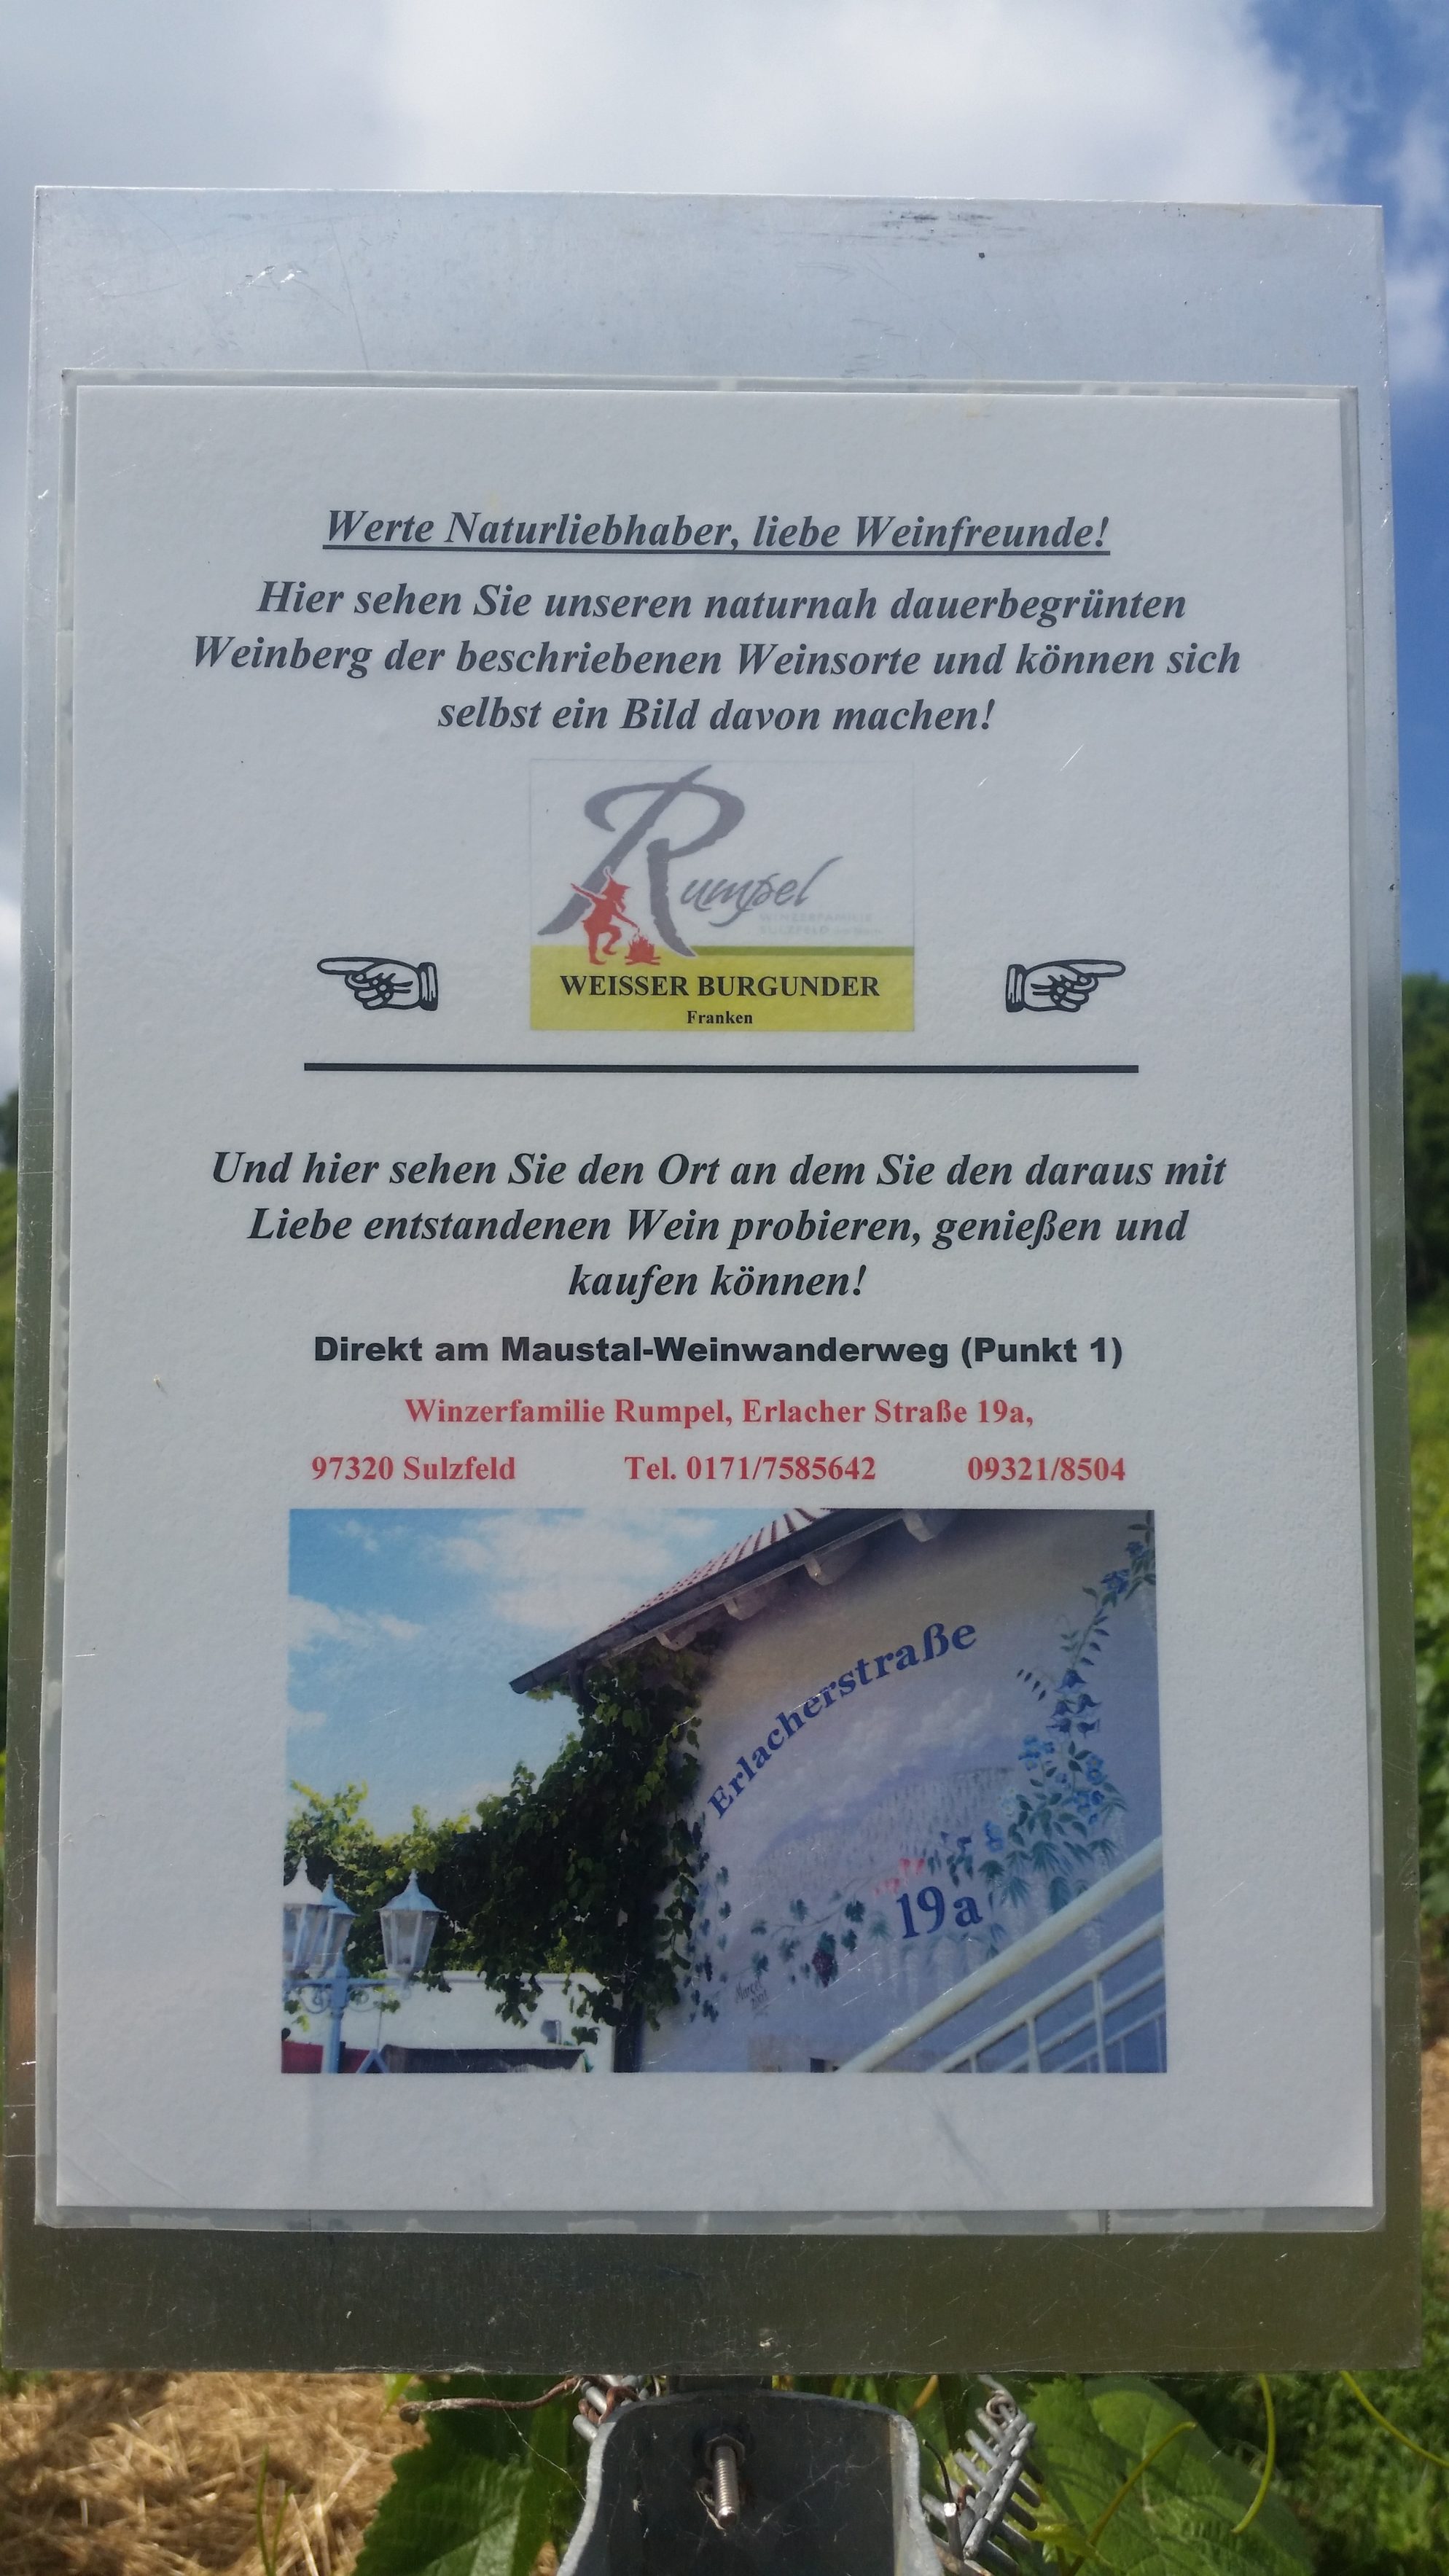 Werte Naturliebhaber, liebe Weinfreunde!
Hier sehen Sie unseren naturnah dauerbegrünten
Weinberg der beschriebenen Weinsorte und können sich
selbst ein Bild davon machen!
Rumpel
WINZERFAMILIE
SULZFELD
WEISSER BURGUNDER
Franken
Und hier sehen Sie den Ort an dem Sie den daraus mit
Liebe entstandenen Wein probieren, genießen und
kaufen können!
Direkt am Maustal-Weinwanderweg (Punkt 1)
Winzerfamilie Rumpel, Erlacher Straße 19a,
97320 Sulzfeld Tel. 0171/7585642 09321/8504
Erlacherstraße
19a